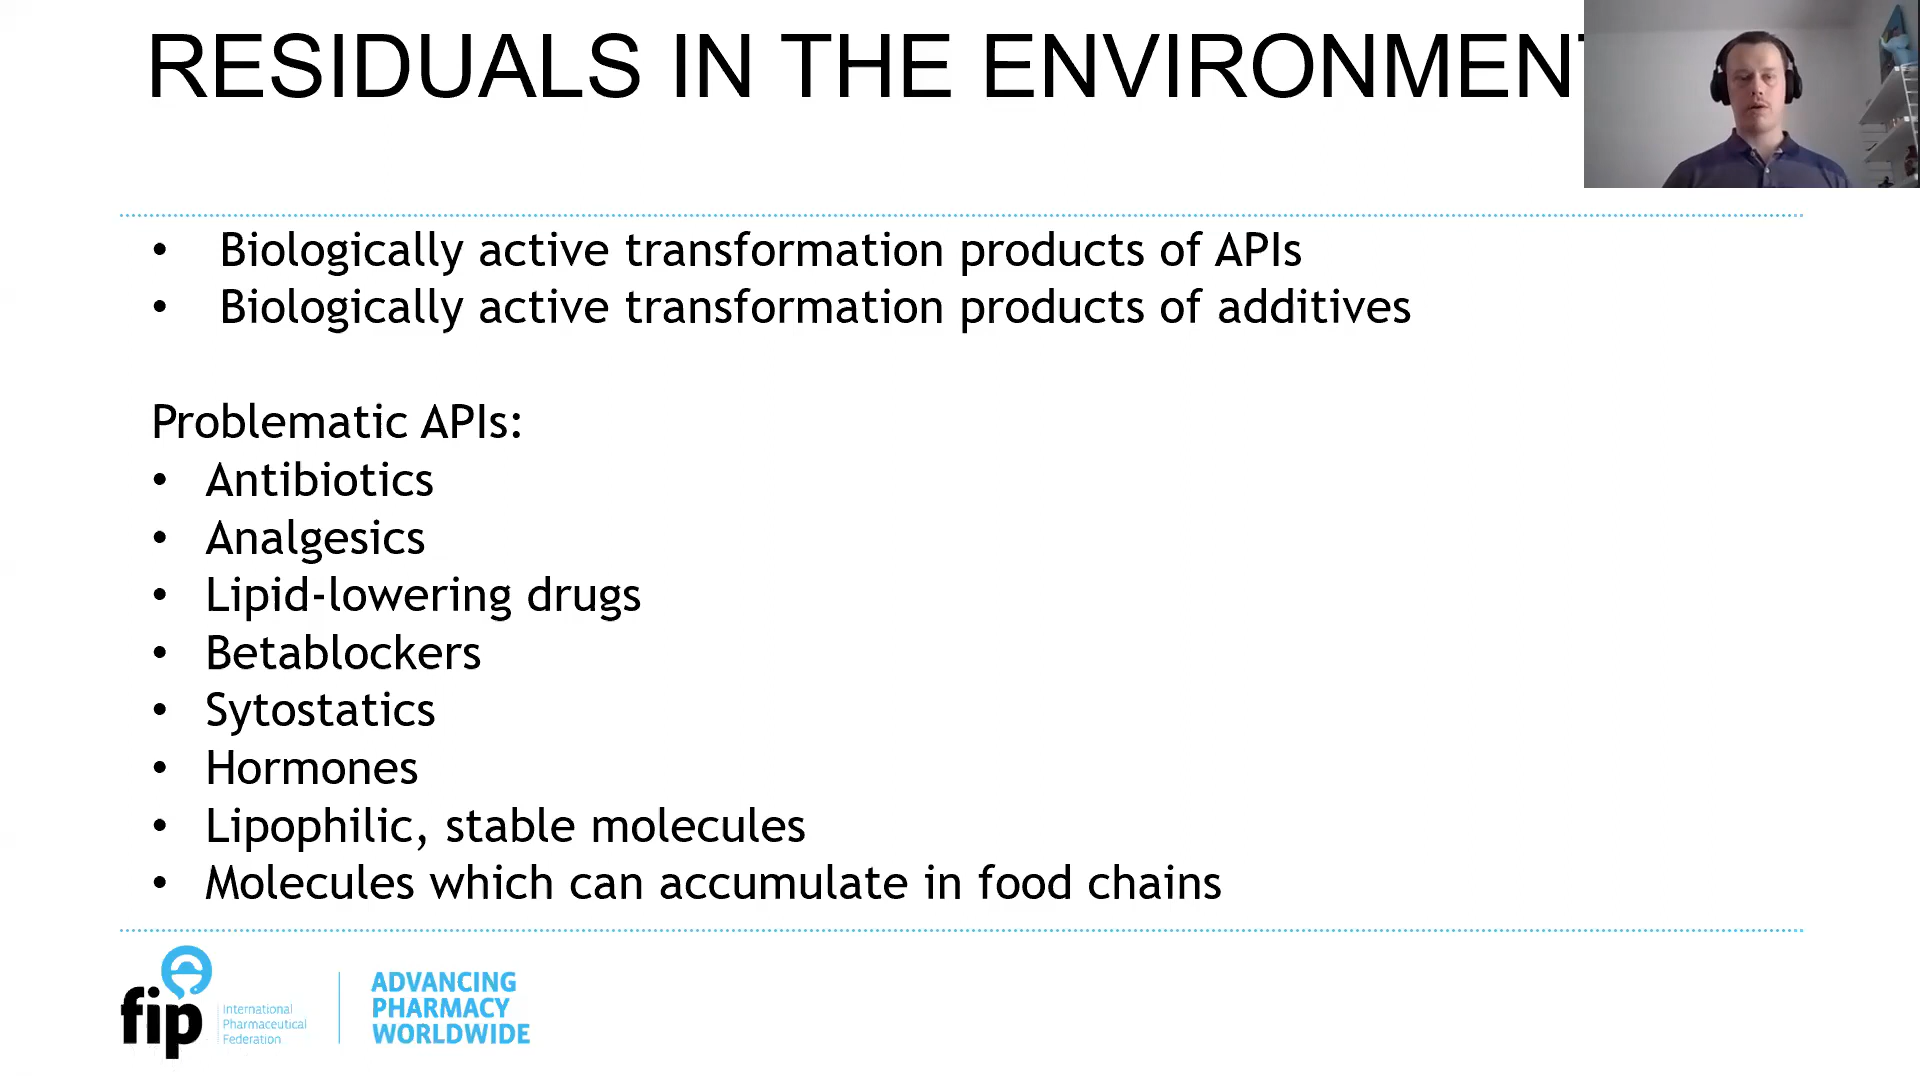 RESIDUALS IN THE ENVIRONMENT
• Biologically active transformation products of APIs
• Biologically active transformation products of additives
Problematic APIs:
• Antibiotics
• Analgesics
• Lipid-lowering drugs
• Betablockers
• Sytostatics
• Hormones
• Lipophilic, stable molecules
• Molecules which can accumulate in food chains
fip
International
Pharmaceutical
Federation
ADVANCING
PHARMACY
WORLDWIDE